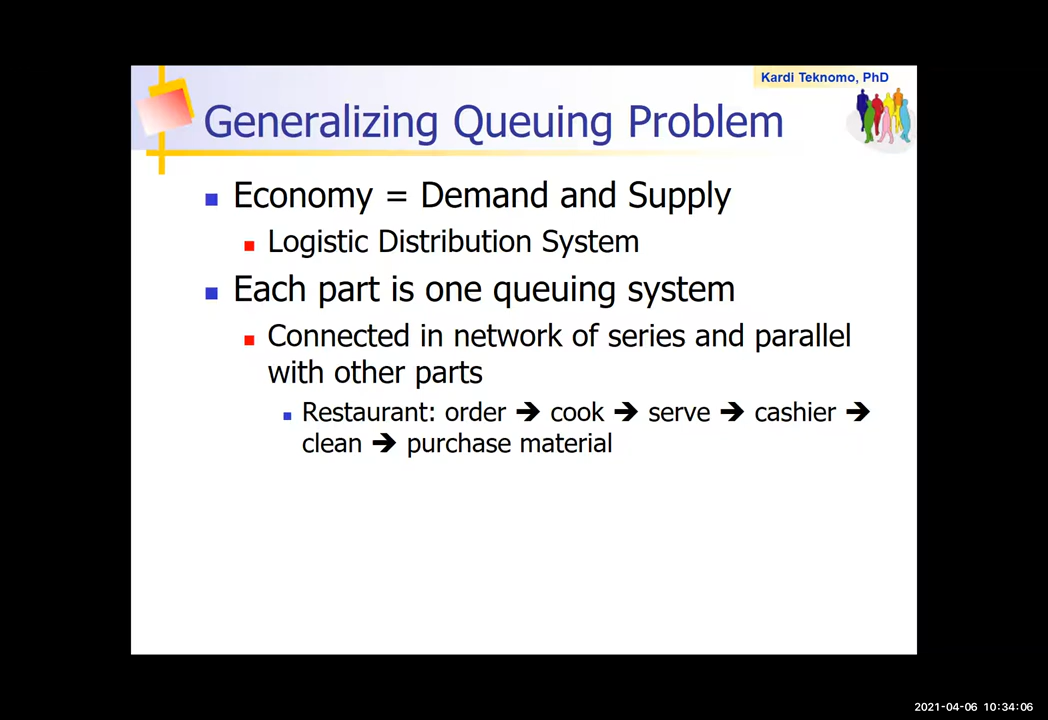 Kardi Teknomo, PhD
Generalizing Queuing Problem
Economy = Demand and Supply
Logistic Distribution System
Each part is one queuing system
Connected in network of series and parallel
with other parts
Restaurant: order ➔ cook ➔ serve ➔ cashier ➔
clean ➔ purchase material
2021-04-06 10:34:06